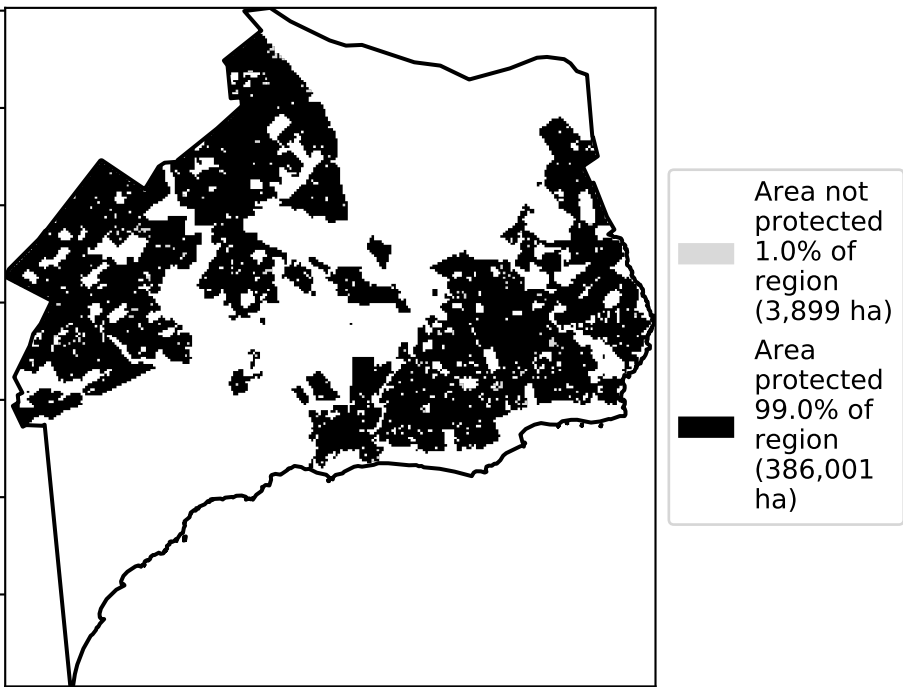 Area not
protected
1.0% of
region
(3,899 ha)
Area
protected
99.0% of
region
(386,001
ha)